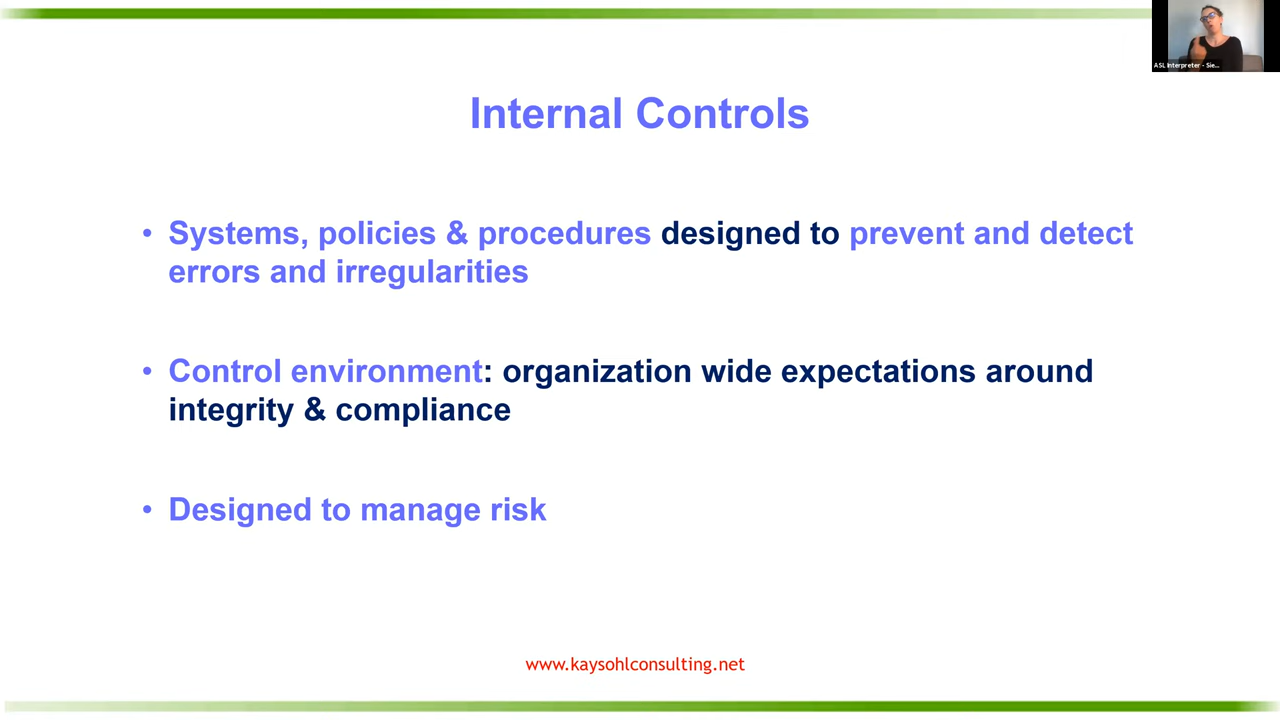 ASL Interpreter - Sie...
Internal Controls
• Systems, policies & procedures designed to prevent and detect
errors and irregularities
• Control environment: organization wide expectations around
integrity & compliance
• Designed to manage risk
www.kaysohlconsulting.net